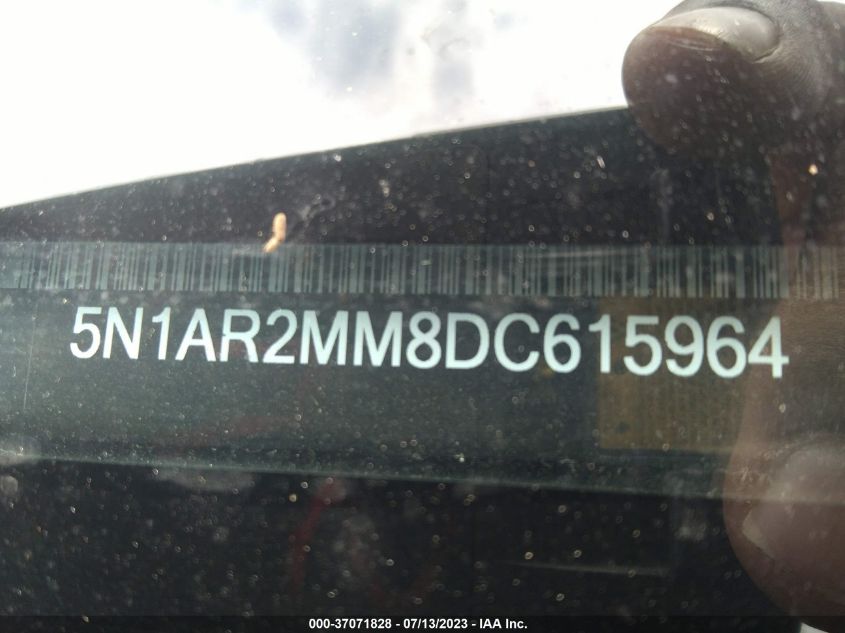 5N1AR2MM8DC615964
000-37071828 - 07/13/2023 - IAA Inc.